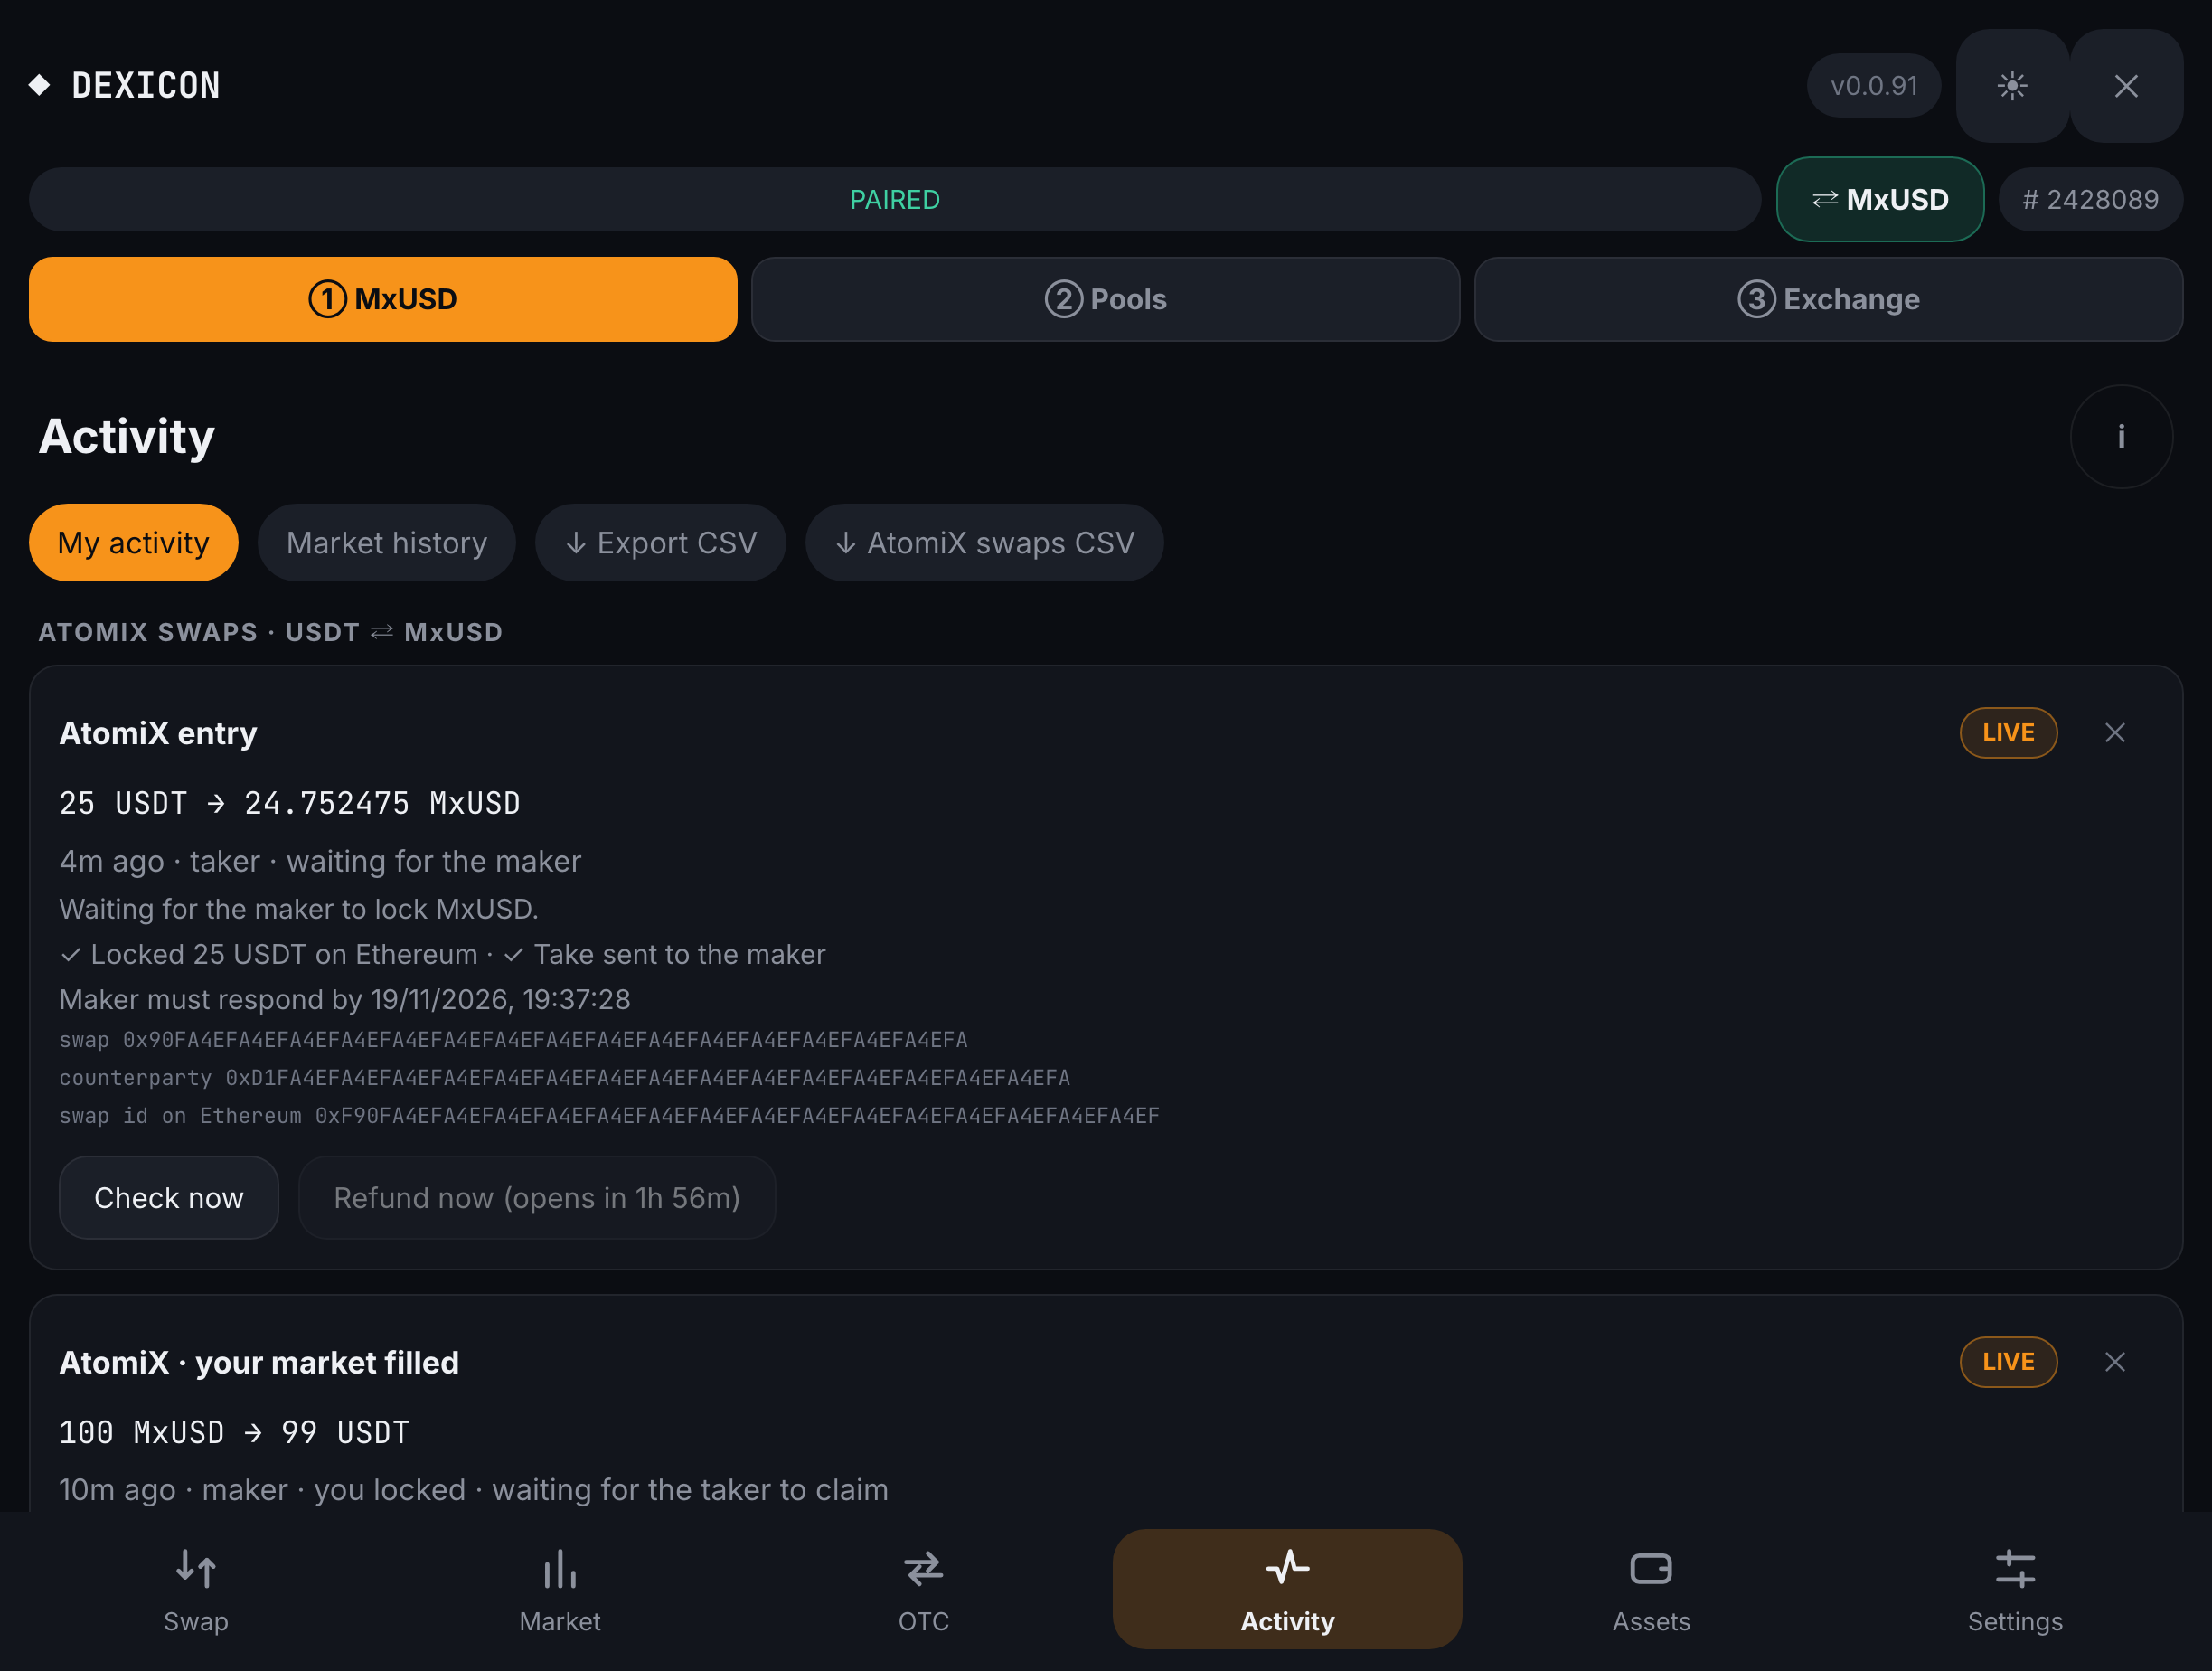 ◆ DEXICON
v0.0.91
PAIRED
⇄ MxUSD
# 2428089
① MxUSD
② Pools
③ Exchange
Activity
i
My activity
Market history
↓ Export CSV
↓ AtomiX swaps CSV
ATOMIX SWAPS · USDT ⇄ MxUSD
AtomiX entry
LIVE
25 USDT → 24.752475 MxUSD
4m ago · taker · waiting for the maker
Waiting for the maker to lock MxUSD.
✓ Locked 25 USDT on Ethereum · ✓ Take sent to the maker
Maker must respond by 19/11/2026, 19:37:28
swap 0x90FA4EFA4EFA4EFA4EFA4EFA4EFA4EFA4EFA4EFA4EFA4EFA4EFA4EFA4EFA4EFA4EFA
counterparty 0xD1FA4EFA4EFA4EFA4EFA4EFA4EFA4EFA4EFA4EFA4EFA4EFA4EFA4EFA4EFA4EFA4EFA
swap id on Ethereum 0xF90FA4EFA4EFA4EFA4EFA4EFA4EFA4EFA4EFA4EFA4EFA4EFA4EFA4EFA4EFA4EFA4EF
Check now
Refund now (opens in 1h 56m)
AtomiX · your market filled
LIVE
100 MxUSD → 99 USDT
10m ago · maker · you locked · waiting for the taker to claim
Swap
Market
OTC
Activity
Assets
Settings